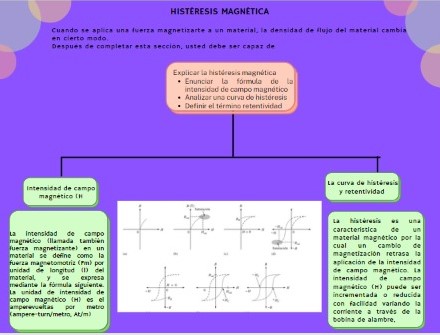 HISTÉRESIS MAGNÉTICA
Cuando se aplica una fuerza magnetizarte a un material, la densidad de flujo del material cambia
en cierto modo.
Después de completar esta sección, usted debe ser capaz de
Explicar la histéresis magnética
• Enunciar la fórmula de la
intensidad de campo magnético
• Analizar una curva de histéresis
• Definir el término retentividad
Intensidad de campo
magnético (H
La curva de histéresis
y retentividad
La intensidad de campo
magnético (llamada también
fuerza magnetizante) en un
material se define como la
fuerza magnetomotriz (Fm) por
unidad de longitud (l) del
material, y se expresa
mediante la fórmula siguiente.
La unidad de intensidad de
campo magnético (H) es el
amperevueltas por metro
(ampere-turn/metro, At/m)
La histéresis es una
característica de un
material magnético por la
cual un cambio de
magnetización retrasa la
aplicación de la intensidad
de campo magnético. La
intensidad de campo
magnético (H) puede ser
incrementada o reducida
con facilidad variando la
corriente a través de la
bobina de alambre,